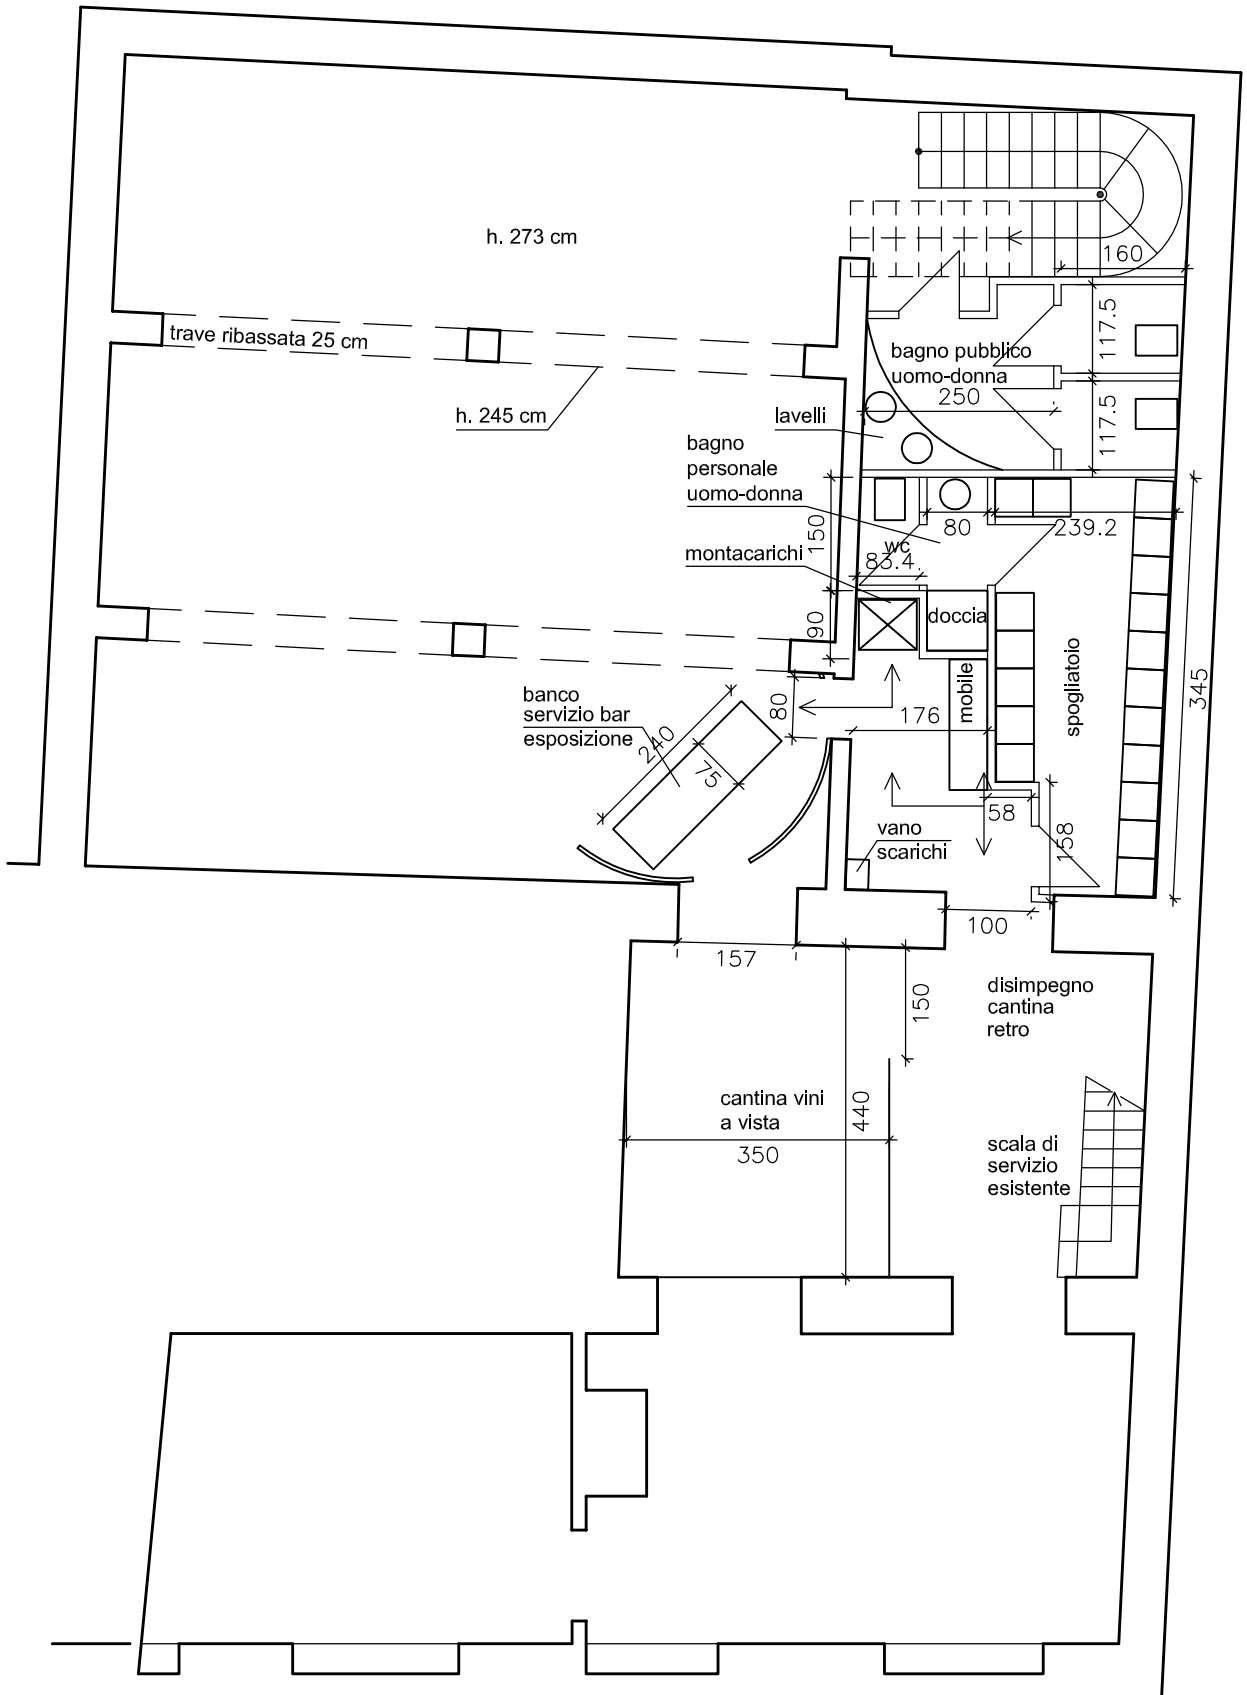 h. 273 cm
160
trave ribassata 25 cm
117.5
bagno pubblico
uomo-donna
250
h. 245 cm
lavelli
117.5
bagno
personale
uomo-donna
80
239.2
150
wc
83.4
montacarichi
doccia
90
spogliatoio
mobile
345
banco
servizio bar
esposizione
240
75
80
176
58
158
vano
scarichi
100
157
150
disimpegno
cantina
retro
cantina vini
a vista
440
350
scala di
servizio
esistente